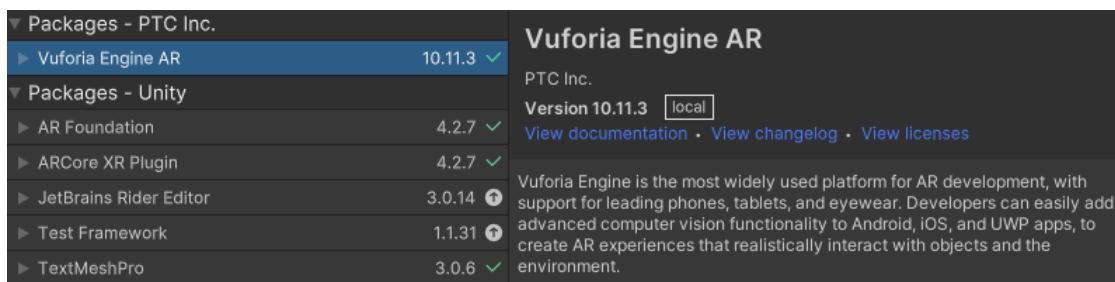 Packages - PTC Inc.
Vuforia Engine AR 10.11.3
Packages - Unity
AR Foundation 4.2.7
ARCore XR Plugin 4.2.7
JetBrains Rider Editor 3.0.14
Test Framework 1.1.31
TextMeshPro 3.0.6
Vuforia Engine AR
PTC Inc.
Version 10.11.3 local
View documentation • View changelog • View licenses
Vuforia Engine is the most widely used platform for AR development, with
support for leading phones, tablets, and eyewear. Developers can easily add
advanced computer vision functionality to Android, iOS, and UWP apps, to
create AR experiences that realistically interact with objects and the
environment.